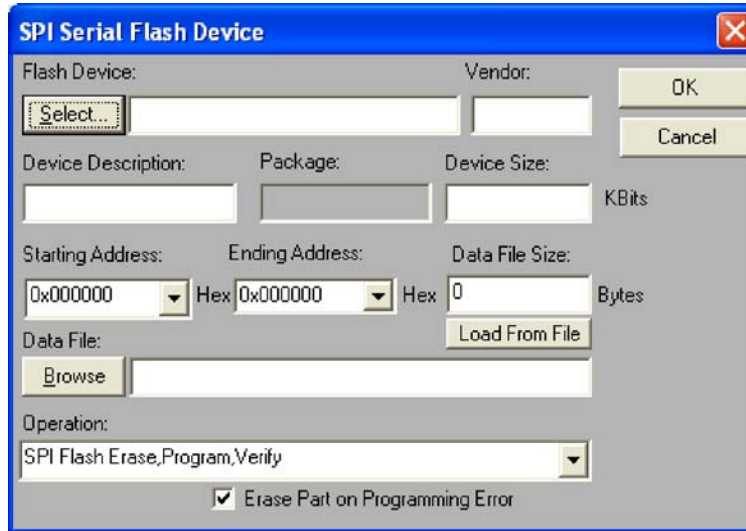 SPI Serial Flash Device
Flash Device: Vendor:
Select... OK
Cancel
Device Description: Package: Device Size:
KBits
Starting Address: Ending Address: Data File Size:
0x000000 Hex 0x000000 Hex 0 Bytes
Data File: Load From File
Browse
Operation:
SPI Flash Erase,Program,Verify
Erase Part on Programming Error